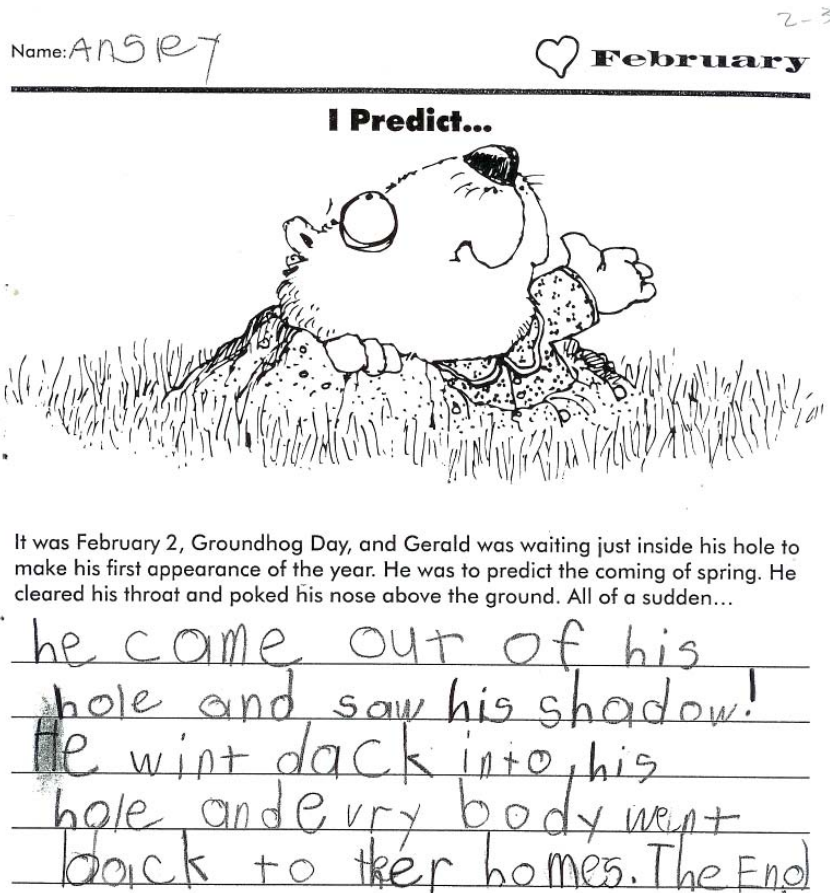 2-3
Name: Ansley
February
I Predict...
It was February 2, Groundhog Day, and Gerald was waiting just inside his hole to
make his first appearance of the year. He was to predict the coming of spring. He
cleared his throat and poked his nose above the ground. All of a sudden...
he came out of his
hole and saw his shadow!
He wint dack into his
hole and evry body went
back to ther homes. The End